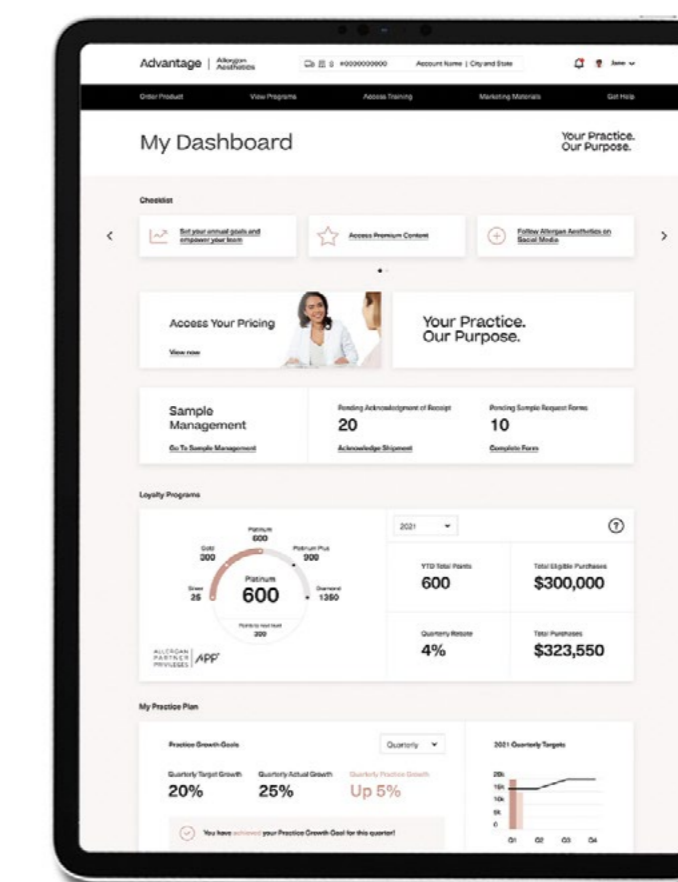 Advantage | Allergan
Aesthetics
#0000000000 Account Name | City and State
Jane
Order Product View Programs Access Training Marketing Materials Get Help
My Dashboard
Your Practice.
Our Purpose.
Checklist
Set your annual goals and
empower your team
Access Premium Content
Follow Allergan Aesthetics on
Social Media
Access Your Pricing
View now
Your Practice.
Our Purpose.
Sample
Management
Go To Sample Management
Pending Acknowledgment of Receipt
20
Acknowledge Shipment
Pending Sample Request Forms
10
Complete Form
Loyalty Programs
Platinum
600
Gold
300
Platinum Plus
900
Silver
25
Platinum
600
Diamond
1350
Points to next level
300
ALLERGAN
PARTNER
PRIVILEGES
APP
2021
?
YTD Total Points
600
Total Eligible Purchases
$300,000
Quarterly Rebate
4%
Total Purchases
$323,550
My Practice Plan
Practice Growth Goals
Quarterly
Quarterly Target Growth
20%
Quarterly Actual Growth
25%
Quarterly Practice Growth
Up 5%
You have achieved your Practice Growth Goal for this quarter!
2021 Quarterly Targets
20k
15k
10k
5k
0
Q1 Q2 Q3 Q4